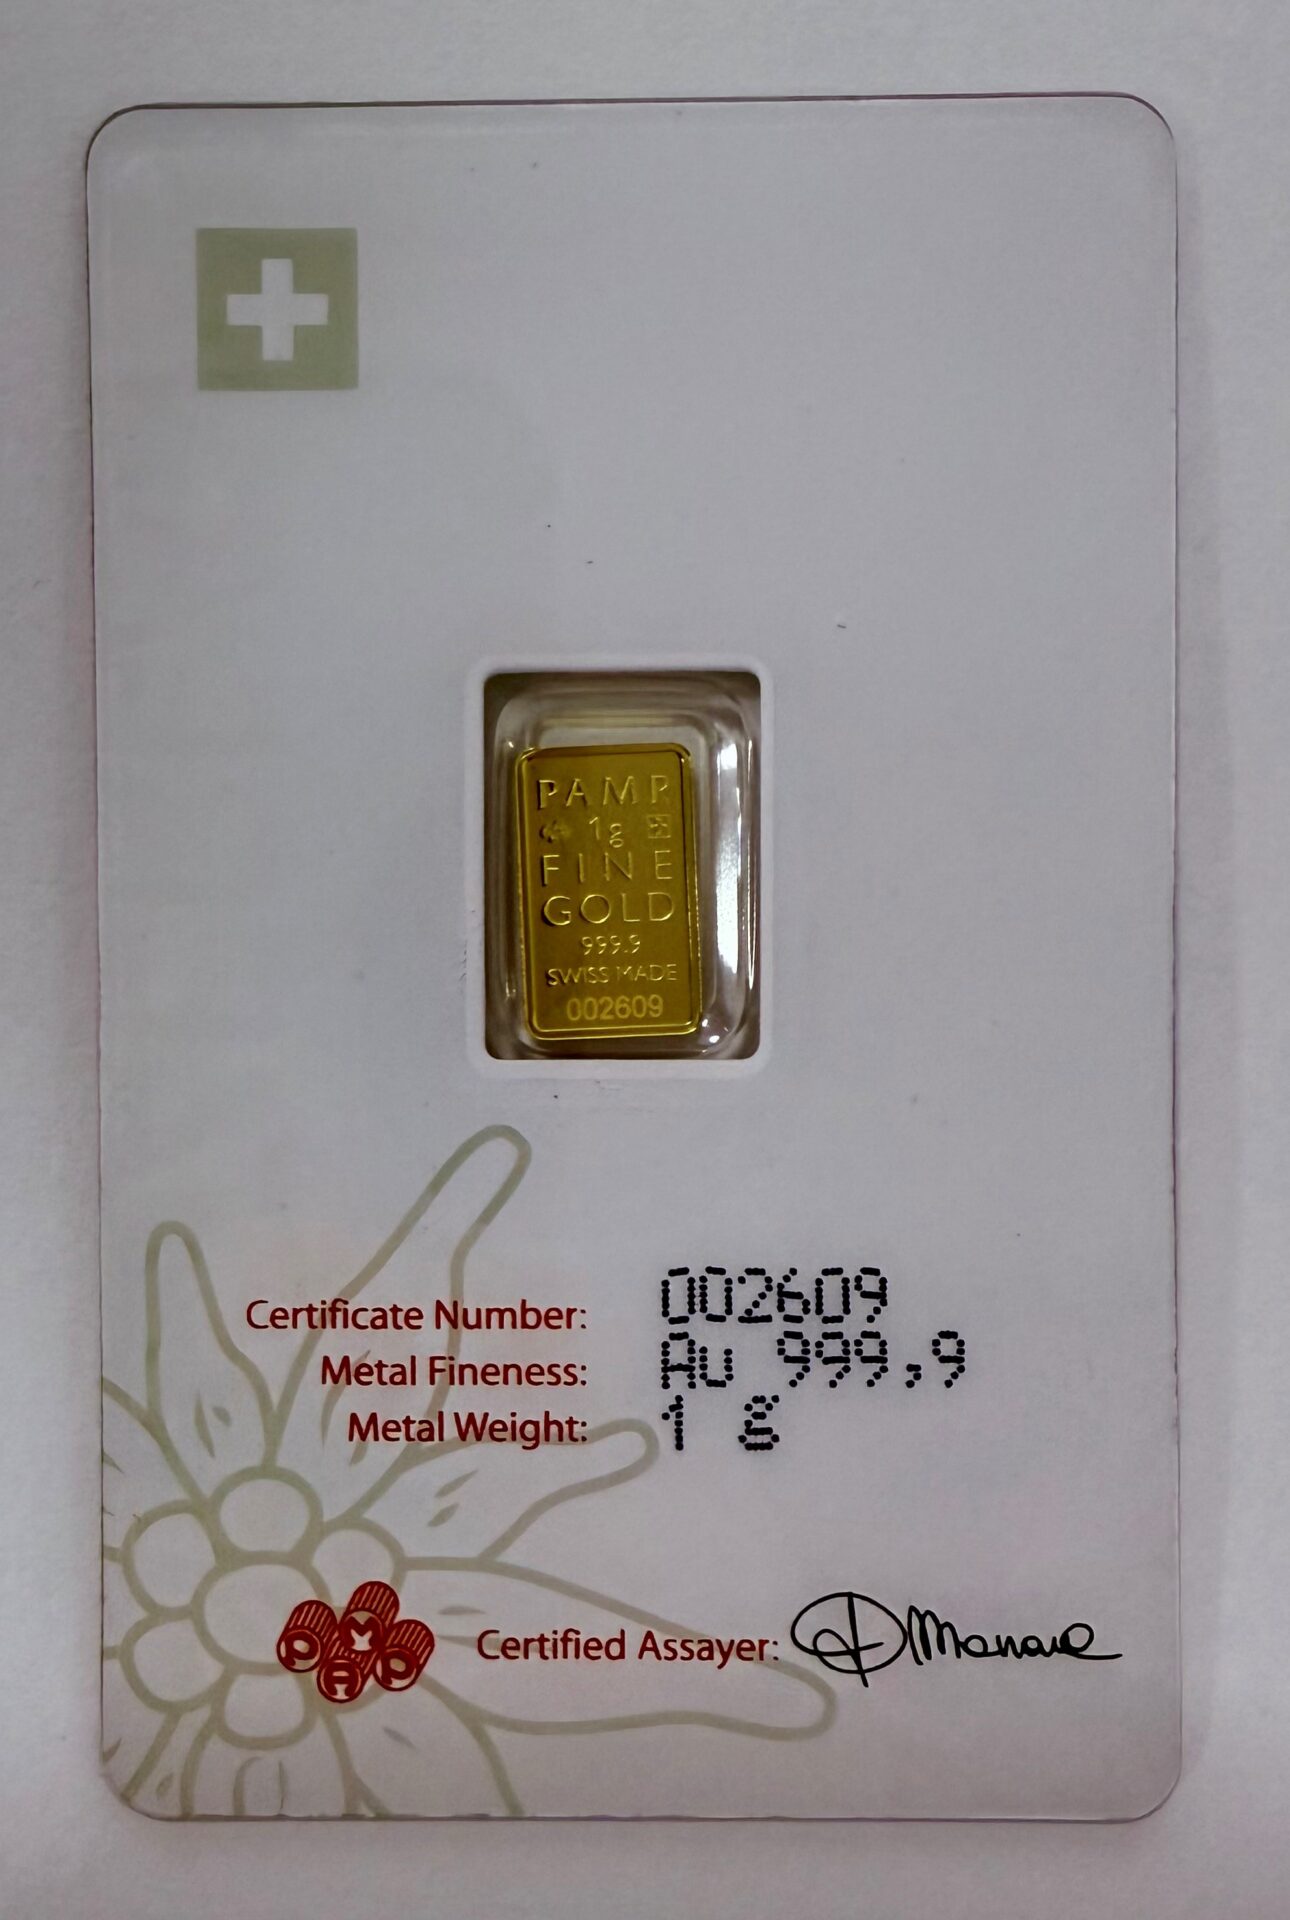 PAMP
1g
FINE
GOLD
999.9
SWISS MADE
002609
Certificate Number: 002609
Metal Fineness: Au 999,9
Metal Weight: 1 g
PAMP
Certified Assayer: